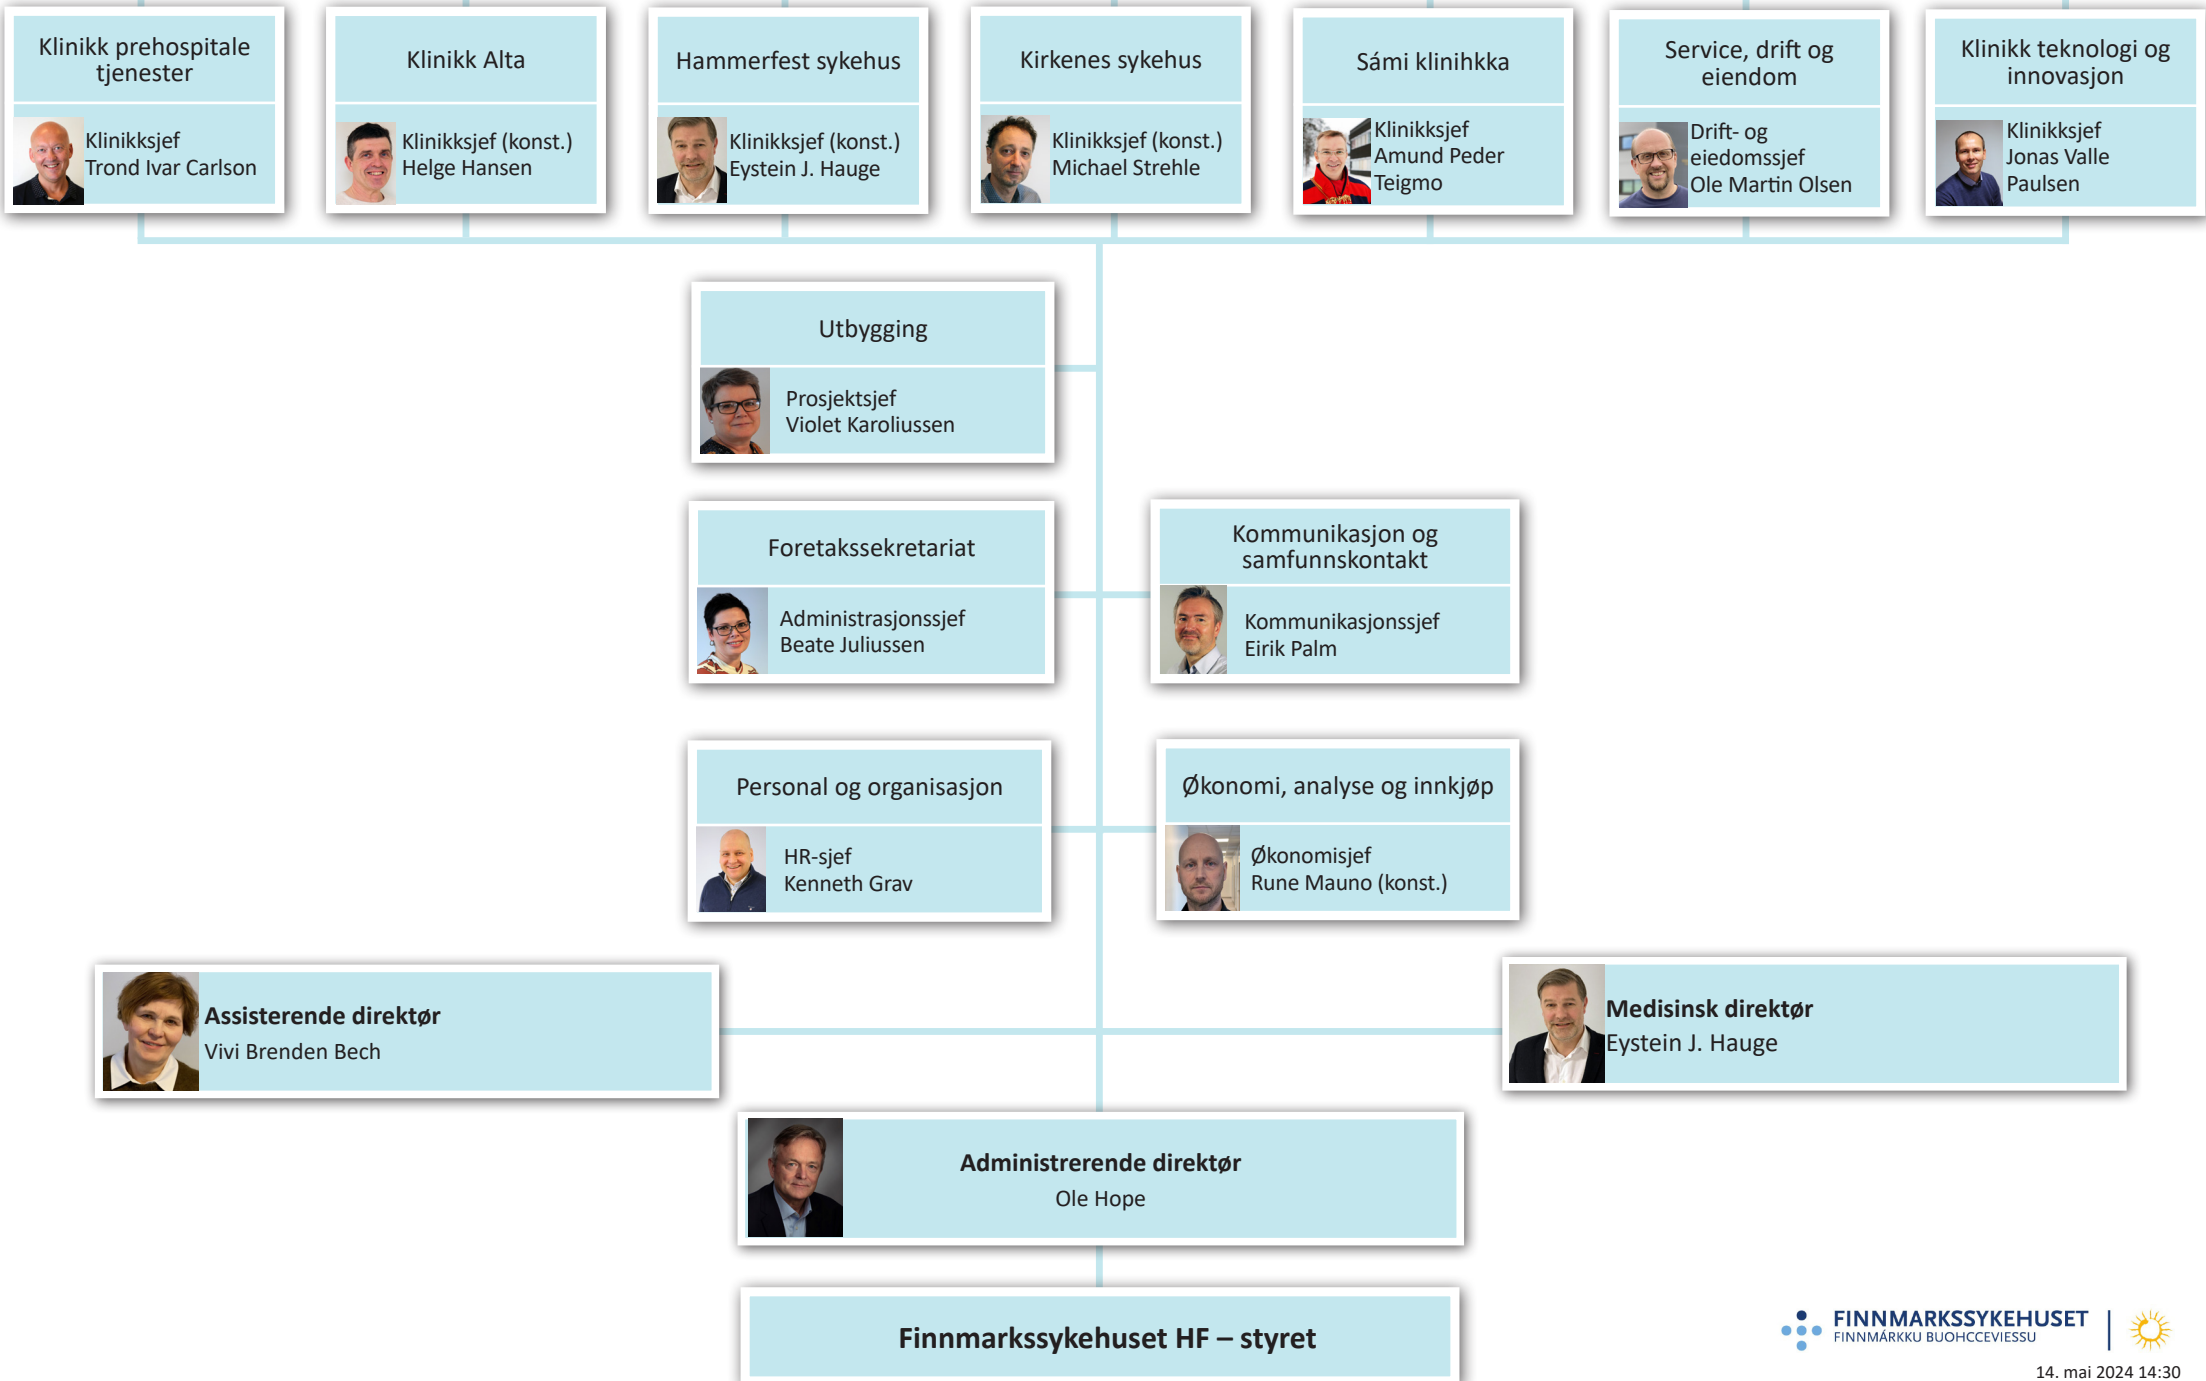 Klinikk prehospitale
tjenester
Klinikksjef
Trond Ivar Carlson
Klinikk Alta
Klinikksjef (konst.)
Helge Hansen
Hammerfest sykehus
Klinikksjef (konst.)
Eystein J. Hauge
Kirkenes sykehus
Klinikksjef (konst.)
Michael Strehle
Sámi klinihkka
Klinikksjef
Amund Peder
Teigmo
Service, drift og
eiendom
Drift- og
eiedomssjef
Ole Martin Olsen
Klinikk teknologi og
innovasjon
Klinikksjef
Jonas Valle
Paulsen
Utbygging
Prosjektsjef
Violet Karoliussen
Foretakssekretariat
Administrasjonssjef
Beate Juliussen
Kommunikasjon og
samfunnskontakt
Kommunikasjonssjef
Eirik Palm
Personal og organisasjon
HR-sjef
Kenneth Grav
Økonomi, analyse og innkjøp
Økonomisjef
Rune Mauno (konst.)
Assisterende direktør
Vivi Brenden Bech
Medisinsk direktør
Eystein J. Hauge
Administrerende direktør
Ole Hope
Finnmarkssykehuset HF – styret
FINNMARKSSYKEHUSET
FINNMÁRKKU BUOHCCEVIESSU
14. mai 2024 14:30